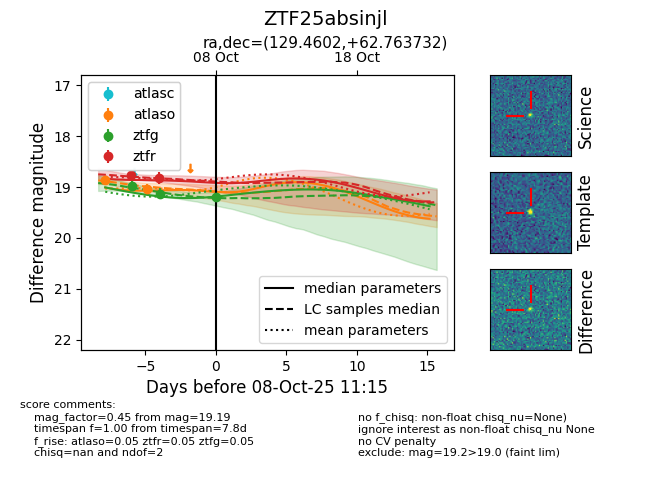 ZTF25absinjl
ra,dec=(129.4602,+62.763732)
08 Oct
18 Oct
17
18
19
20
21
22
Difference magnitude
atlasc
atlaso
ztfg
ztfr
median parameters
LC samples median
mean parameters
−5
0
5
10
15
Days before 08-Oct-25 11:15
Science
Template
Difference
score comments:
mag_factor=0.45 from mag=19.19
timespan f=1.00 from timespan=7.8d
f_rise: atlaso=0.05 ztfr=0.05 ztfg=0.05
chisq=nan and ndof=2
no f_chisq: non-float chisq_nu=None)
ignore interest as non-float chisq_nu None
no CV penalty
exclude: mag=19.2>19.0 (faint lim)